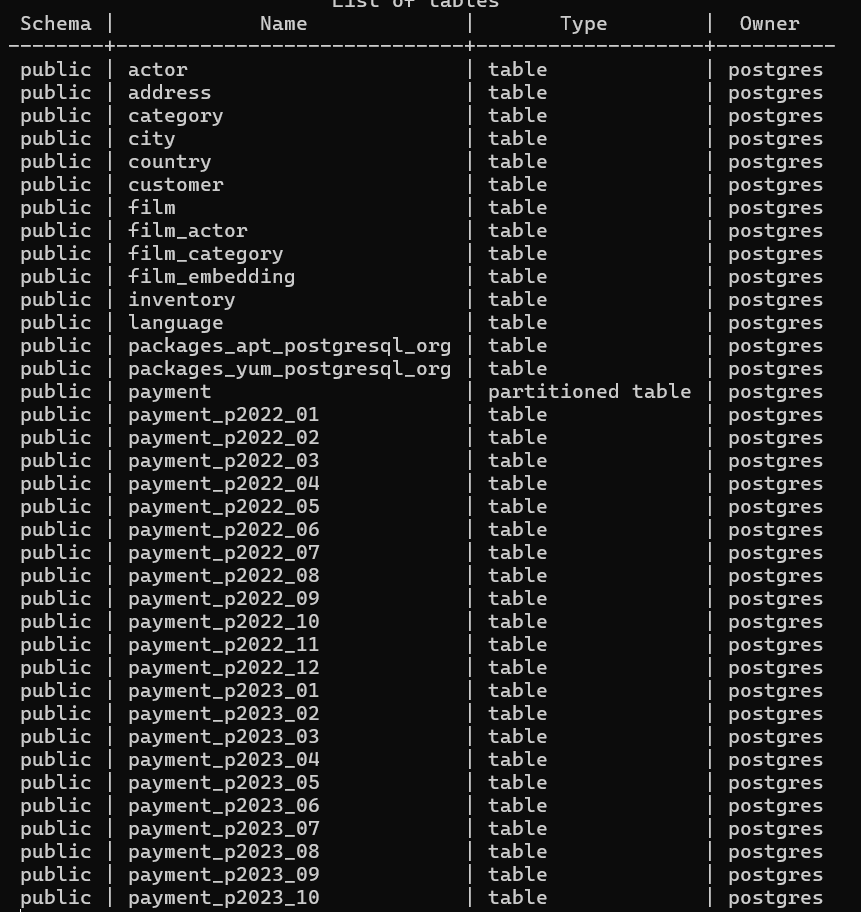 List of tables
Schema | Name | Type | Owner
--------+-----------------------------+-------------------+----------
public | actor | table | postgres
public | address | table | postgres
public | category | table | postgres
public | city | table | postgres
public | country | table | postgres
public | customer | table | postgres
public | film | table | postgres
public | film_actor | table | postgres
public | film_category | table | postgres
public | film_embedding | table | postgres
public | inventory | table | postgres
public | language | table | postgres
public | packages_apt_postgresql_org | table | postgres
public | packages_yum_postgresql_org | table | postgres
public | payment | partitioned table | postgres
public | payment_p2022_01 | table | postgres
public | payment_p2022_02 | table | postgres
public | payment_p2022_03 | table | postgres
public | payment_p2022_04 | table | postgres
public | payment_p2022_05 | table | postgres
public | payment_p2022_06 | table | postgres
public | payment_p2022_07 | table | postgres
public | payment_p2022_08 | table | postgres
public | payment_p2022_09 | table | postgres
public | payment_p2022_10 | table | postgres
public | payment_p2022_11 | table | postgres
public | payment_p2022_12 | table | postgres
public | payment_p2023_01 | table | postgres
public | payment_p2023_02 | table | postgres
public | payment_p2023_03 | table | postgres
public | payment_p2023_04 | table | postgres
public | payment_p2023_05 | table | postgres
public | payment_p2023_06 | table | postgres
public | payment_p2023_07 | table | postgres
public | payment_p2023_08 | table | postgres
public | payment_p2023_09 | table | postgres
public | payment_p2023_10 | table | postgres